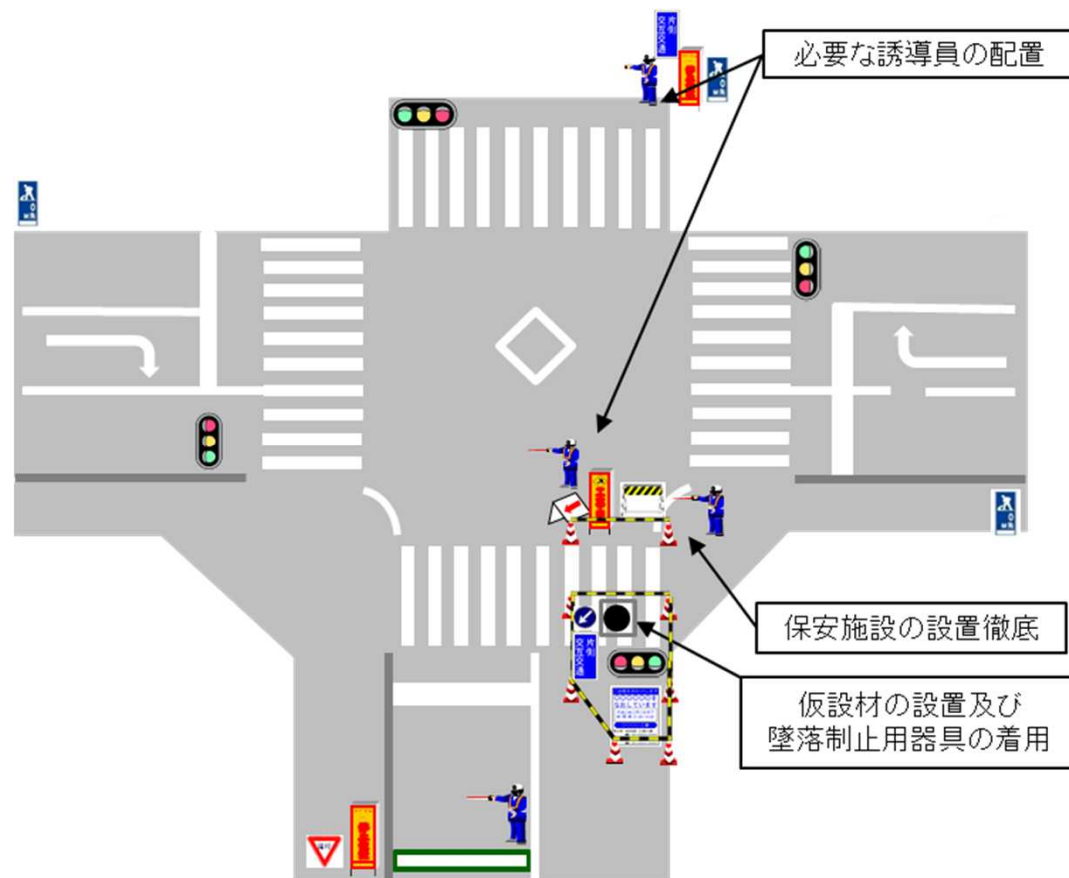 片側
交互交通
必要な誘導員の配置
保安施設の設置徹底
片側
交互交通
仮設材の設置及び
墜落制止用器具の着用